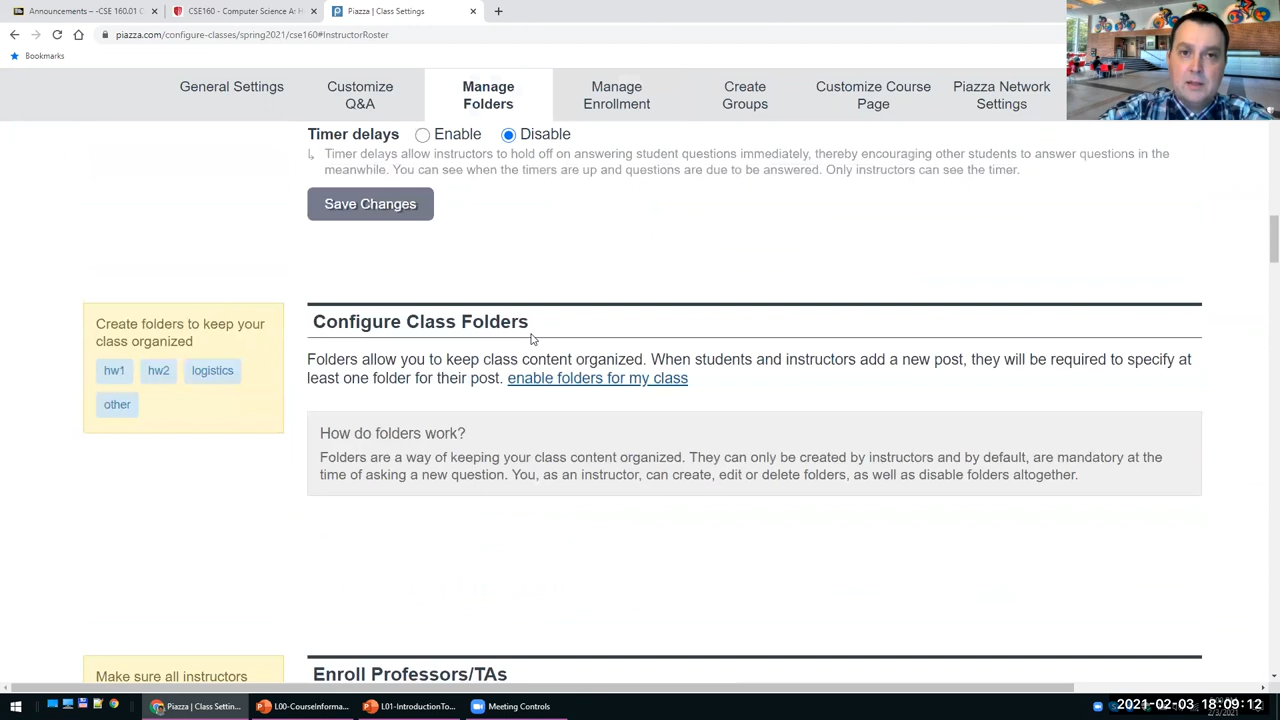 Announcements – -CSE 160.01 C
CSE160 - Computer Science At H
Piazza | Class Settings
piazza.com/configure-classes/spring2021/cse160#InstructorRoster
Bookmarks
General Settings
Customize
Q&A
Manage
Folders
Manage
Enrollment
Create
Groups
Customize Course
Page
Piazza Network
Settings
Timer delays Enable Disable
Timer delays allow instructors to hold off on answering student questions immediately, thereby encouraging other students to answer questions in the
meanwhile. You can see when the timers are up and questions are due to be answered. Only instructors can see the timer.
Save Changes
Create folders to keep your
class organized
hw1 hw2 logistics
other
Configure Class Folders
Folders allow you to keep class content organized. When students and instructors add a new post, they will be required to specify at
least one folder for their post. enable folders for my class
How do folders work?
Folders are a way of keeping your class content organized. They can only be created by instructors and by default, are mandatory at the
time of asking a new question. You, as an instructor, can create, edit or delete folders, as well as disable folders altogether.
Make sure all instructors
Enroll Professors/TAs
Piazza | Class Settin...
L00-CourseInforma...
L01-IntroductionTo...
Meeting Controls
2021-02-03 18:09:12